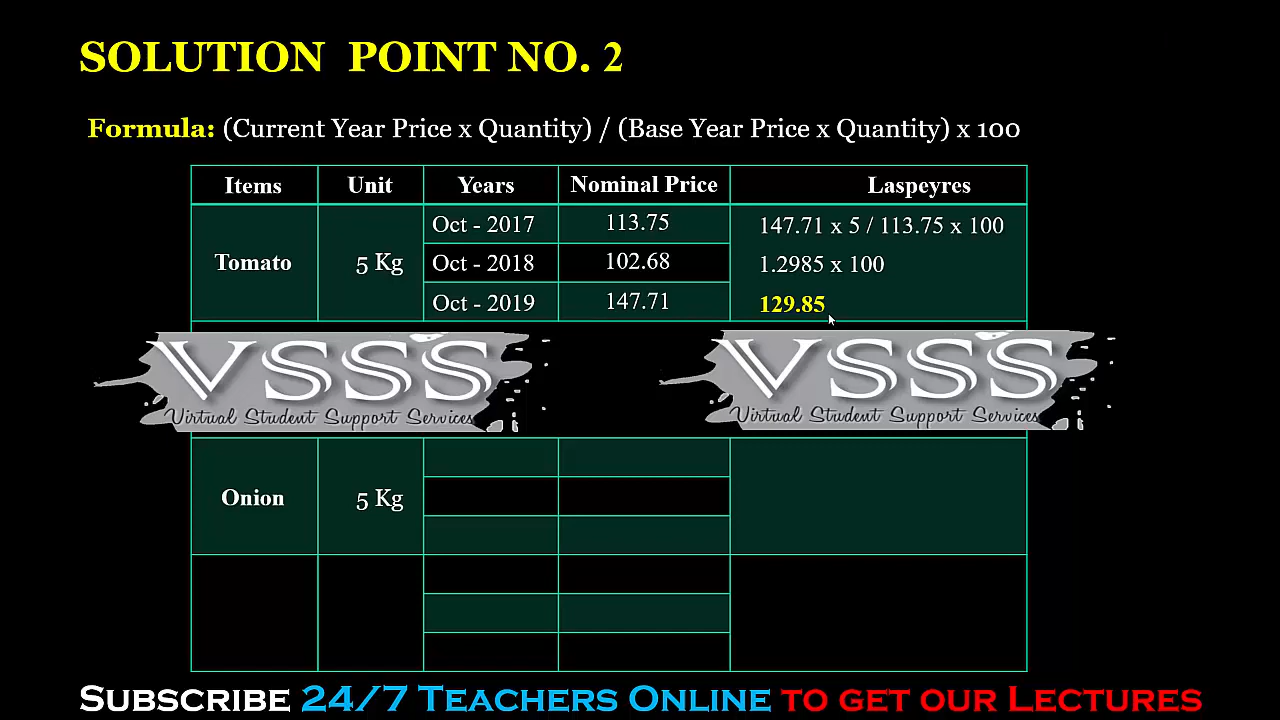 SOLUTION POINT NO. 2
Formula: (Current Year Price x Quantity) / (Base Year Price x Quantity) x 100
Items Unit Years Nominal Price Laspeyres
Tomato 5 Kg
Oct - 2017 113.75 147.71 x 5 / 113.75 x 100
Oct - 2018 102.68 1.2985 x 100
Oct - 2019 147.71 129.85
VSSS VSSS
Virtual Student Support Services Virtual Student Support Services
Onion 5 Kg
SUBSCRIBE 24/7 TEACHERS ONLINE TO GET OUR LECTURES